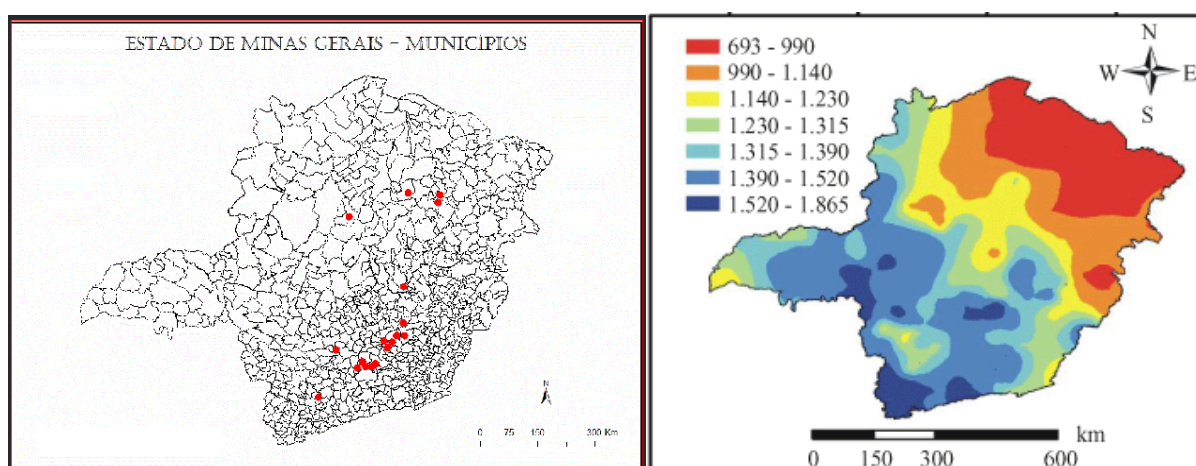 ESTADO DE MINAS GERAIS – MUNICÍPIOS
N
0 75 150 300 Km
693 - 990
990 - 1.140
1.140 - 1.230
1.230 - 1.315
1.315 - 1.390
1.390 - 1.520
1.520 - 1.865
N
W E
S
km
0 150 300 600